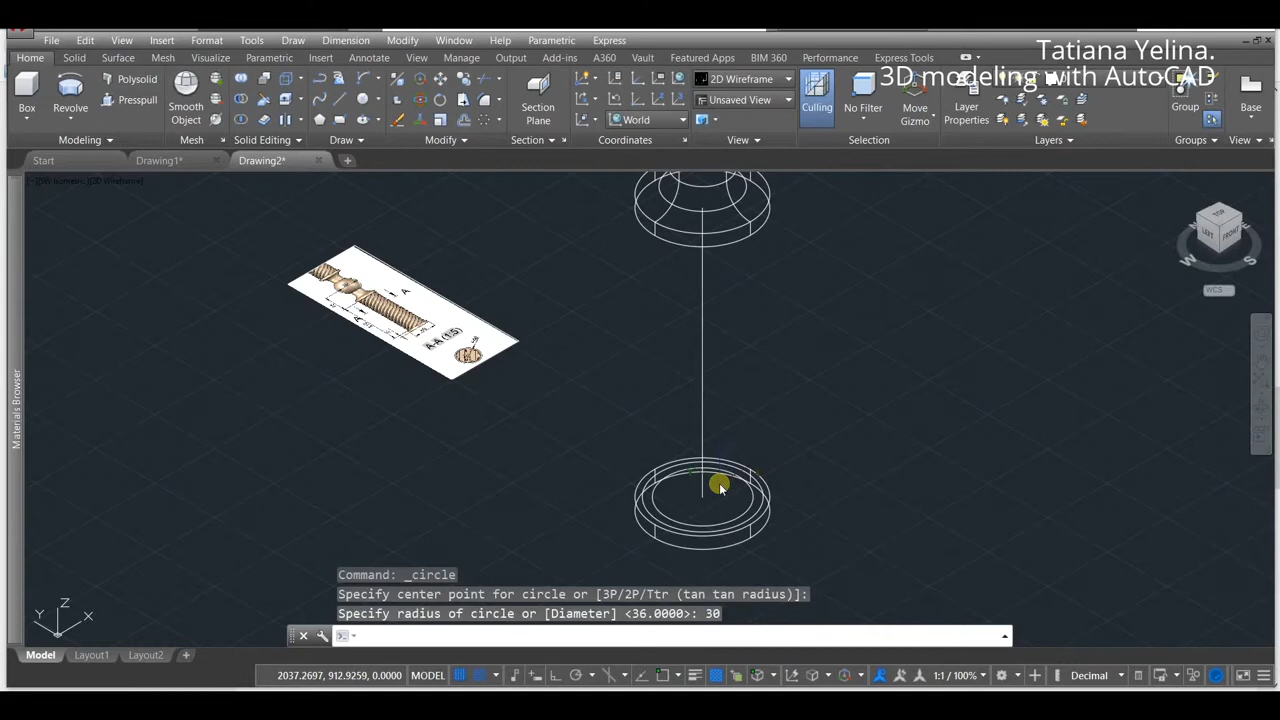 Tatiana Yelina.
3D modeling with AutoCAD
File Edit View Insert Format Tools Draw Dimension Modify Window Help Parametric Express
Home Solid Surface Mesh Visualize Parametric Insert Annotate View Manage Output Add-ins A360 Vault Featured Apps BIM 360 Performance Express Tools
Box
Revolve
Polysolid
Presspull
Smooth
Object
Section
Plane
World
2D Wireframe
Unsaved View
Culling
No Filter
Move
Gizmo
Layer
Properties
Group
Base
Modeling Mesh Solid Editing Draw Modify Section Coordinates View Selection Layers Groups View
Start Drawing1* Drawing2*
TOP
LEFT
FRONT
W
S
WCS
A
A-A (1:5)
Materials Browser
Command: _circle
Specify center point for circle or [3P/2P/Ttr (tan tan radius)]:
Specify radius of circle or [Diameter] <36.0000>: 30
Z
Y
X
Model Layout1 Layout2
2037.2697, 912.9259, 0.0000 MODEL 1:1 / 100% Decimal